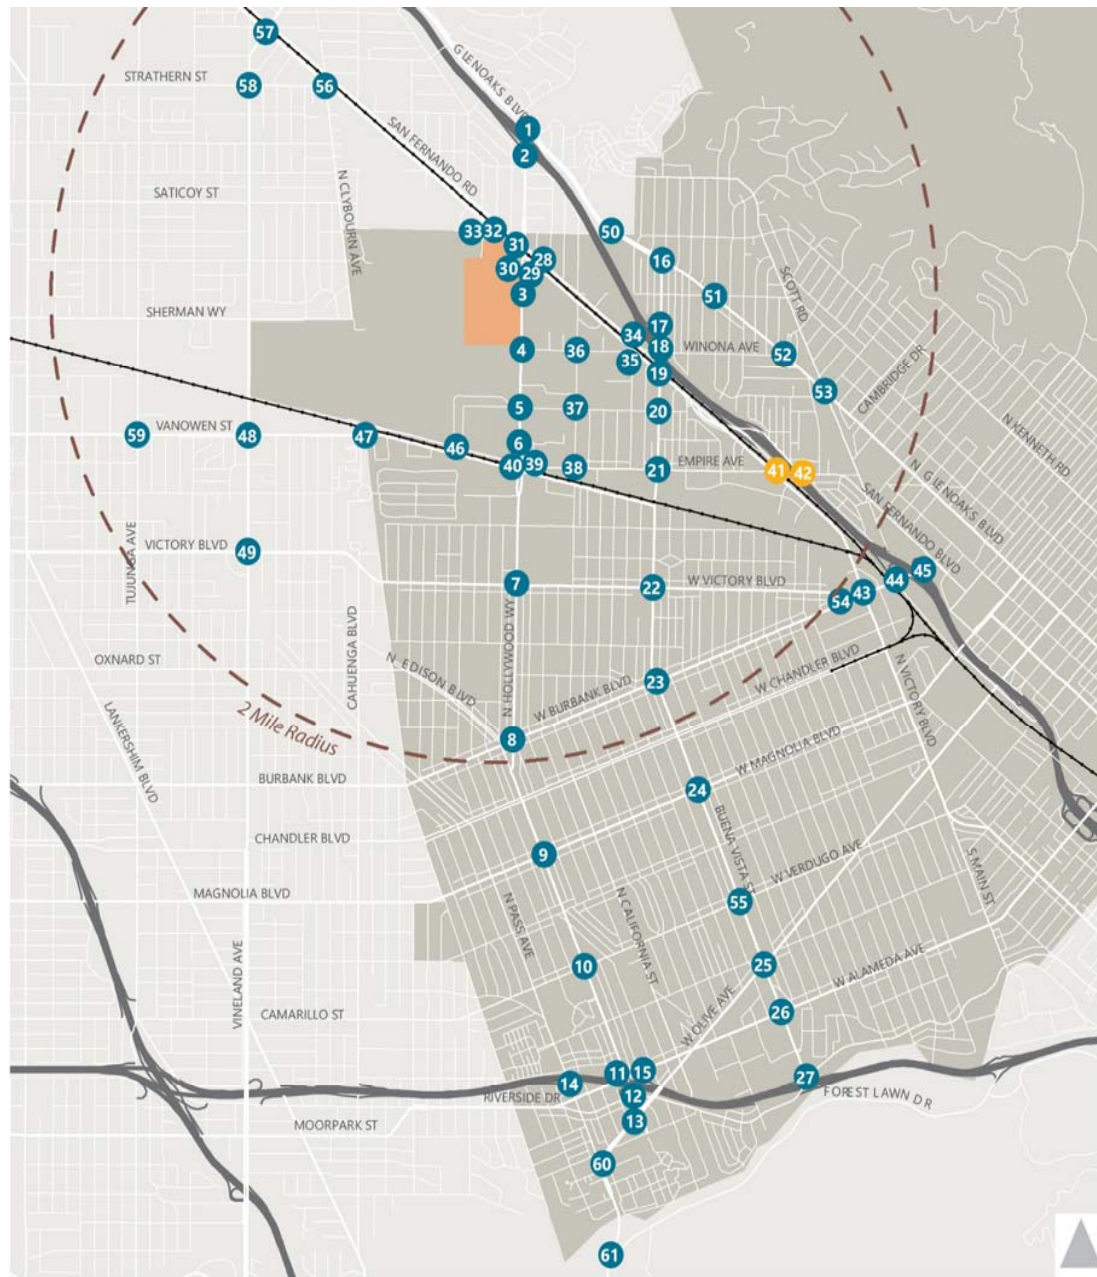 57
GLENOAKS BLVD
STRATHERN ST
58
56
SAN FERNANDO RD
1
2
N CLYBOURN AVE
SATICOY ST
33
32
31
50
30
29
28
16
SCOTT RD
3
51
SHERMAN WY
34
17
4
36
35
18
WINONA AVE
52
19
53
CAMBRIDGE DR
5
37
20
N KENNETH RD
59
VANOWEN ST
48
47
46
6
40
39
38
21
EMPIRE AVE
41
42
N GLENOAKS BLVD
SAN FERNANDO BLVD
TUJUNGA AVE
VICTORY BLVD
49
7
22
W VICTORY BLVD
54
43
44
45
OXNARD ST
CAHUENGA BLVD
N EDISON BLVD
N HOLLYWOOD WY
W BURBANK BLVD
23
W CHANDLER BLVD
N VICTORY BLVD
LANKERSHIM BLVD
2 Mile Radius
8
W MAGNOLIA BLVD
BURBANK BLVD
24
CHANDLER BLVD
9
BUENA VISTA ST
W VERDUGO AVE
S MAIN ST
MAGNOLIA BLVD
N PASS AVE
N CALIFORNIA ST
55
VINELAND AVE
10
25
W ALAMEDA AVE
CAMARILLO ST
W OLIVE AVE
26
14
11
15
27
RIVERSIDE DR
12
FOREST LAWN DR
MOORPARK ST
13
60
61